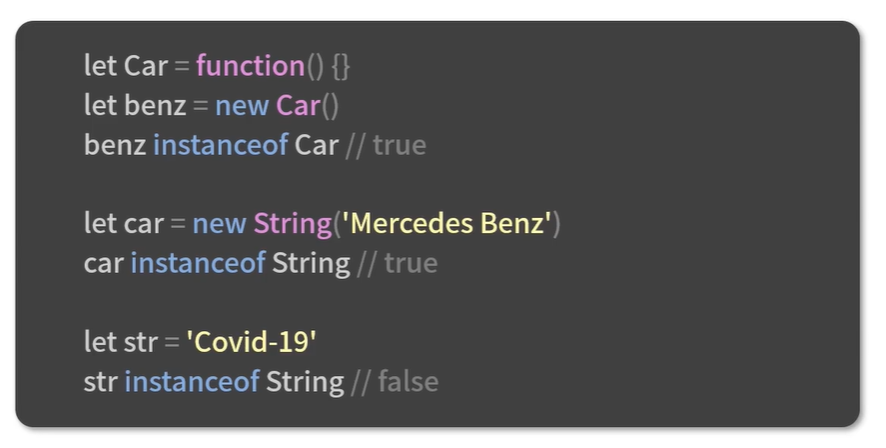 let Car = function() {}
let benz = new Car()
benz instanceof Car // true
let car = new String('Mercedes Benz')
car instanceof String // true
let str = 'Covid-19'
str instanceof String // false